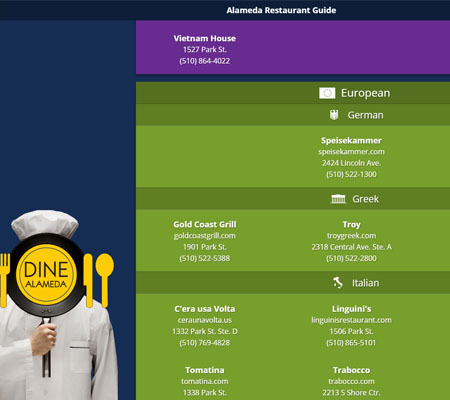 Alameda Restaurant Guide
Vietnam House
1527 Park St.
(510) 864-4022
European
German
Speisekammer
speisekammer.com
2424 Lincoln Ave.
(510) 522-1300
Greek
Gold Coast Grill
goldcoastgrill.com
1901 Park St.
(510) 522-5388
Troy
troygreek.com
2318 Central Ave. Ste. A
(510) 522-2800
Italian
C'era usa Volta
ceraunavolta.us
1332 Park St. Ste. D
(510) 769-4828
Linguini's
linguinisrestaurant.com
1506 Park St.
(510) 865-5101
Tomatina
tomatina.com
1338 Park St.
Trabocco
trabocco.com
2213 S Shore Ctr.
DINE
ALAMEDA